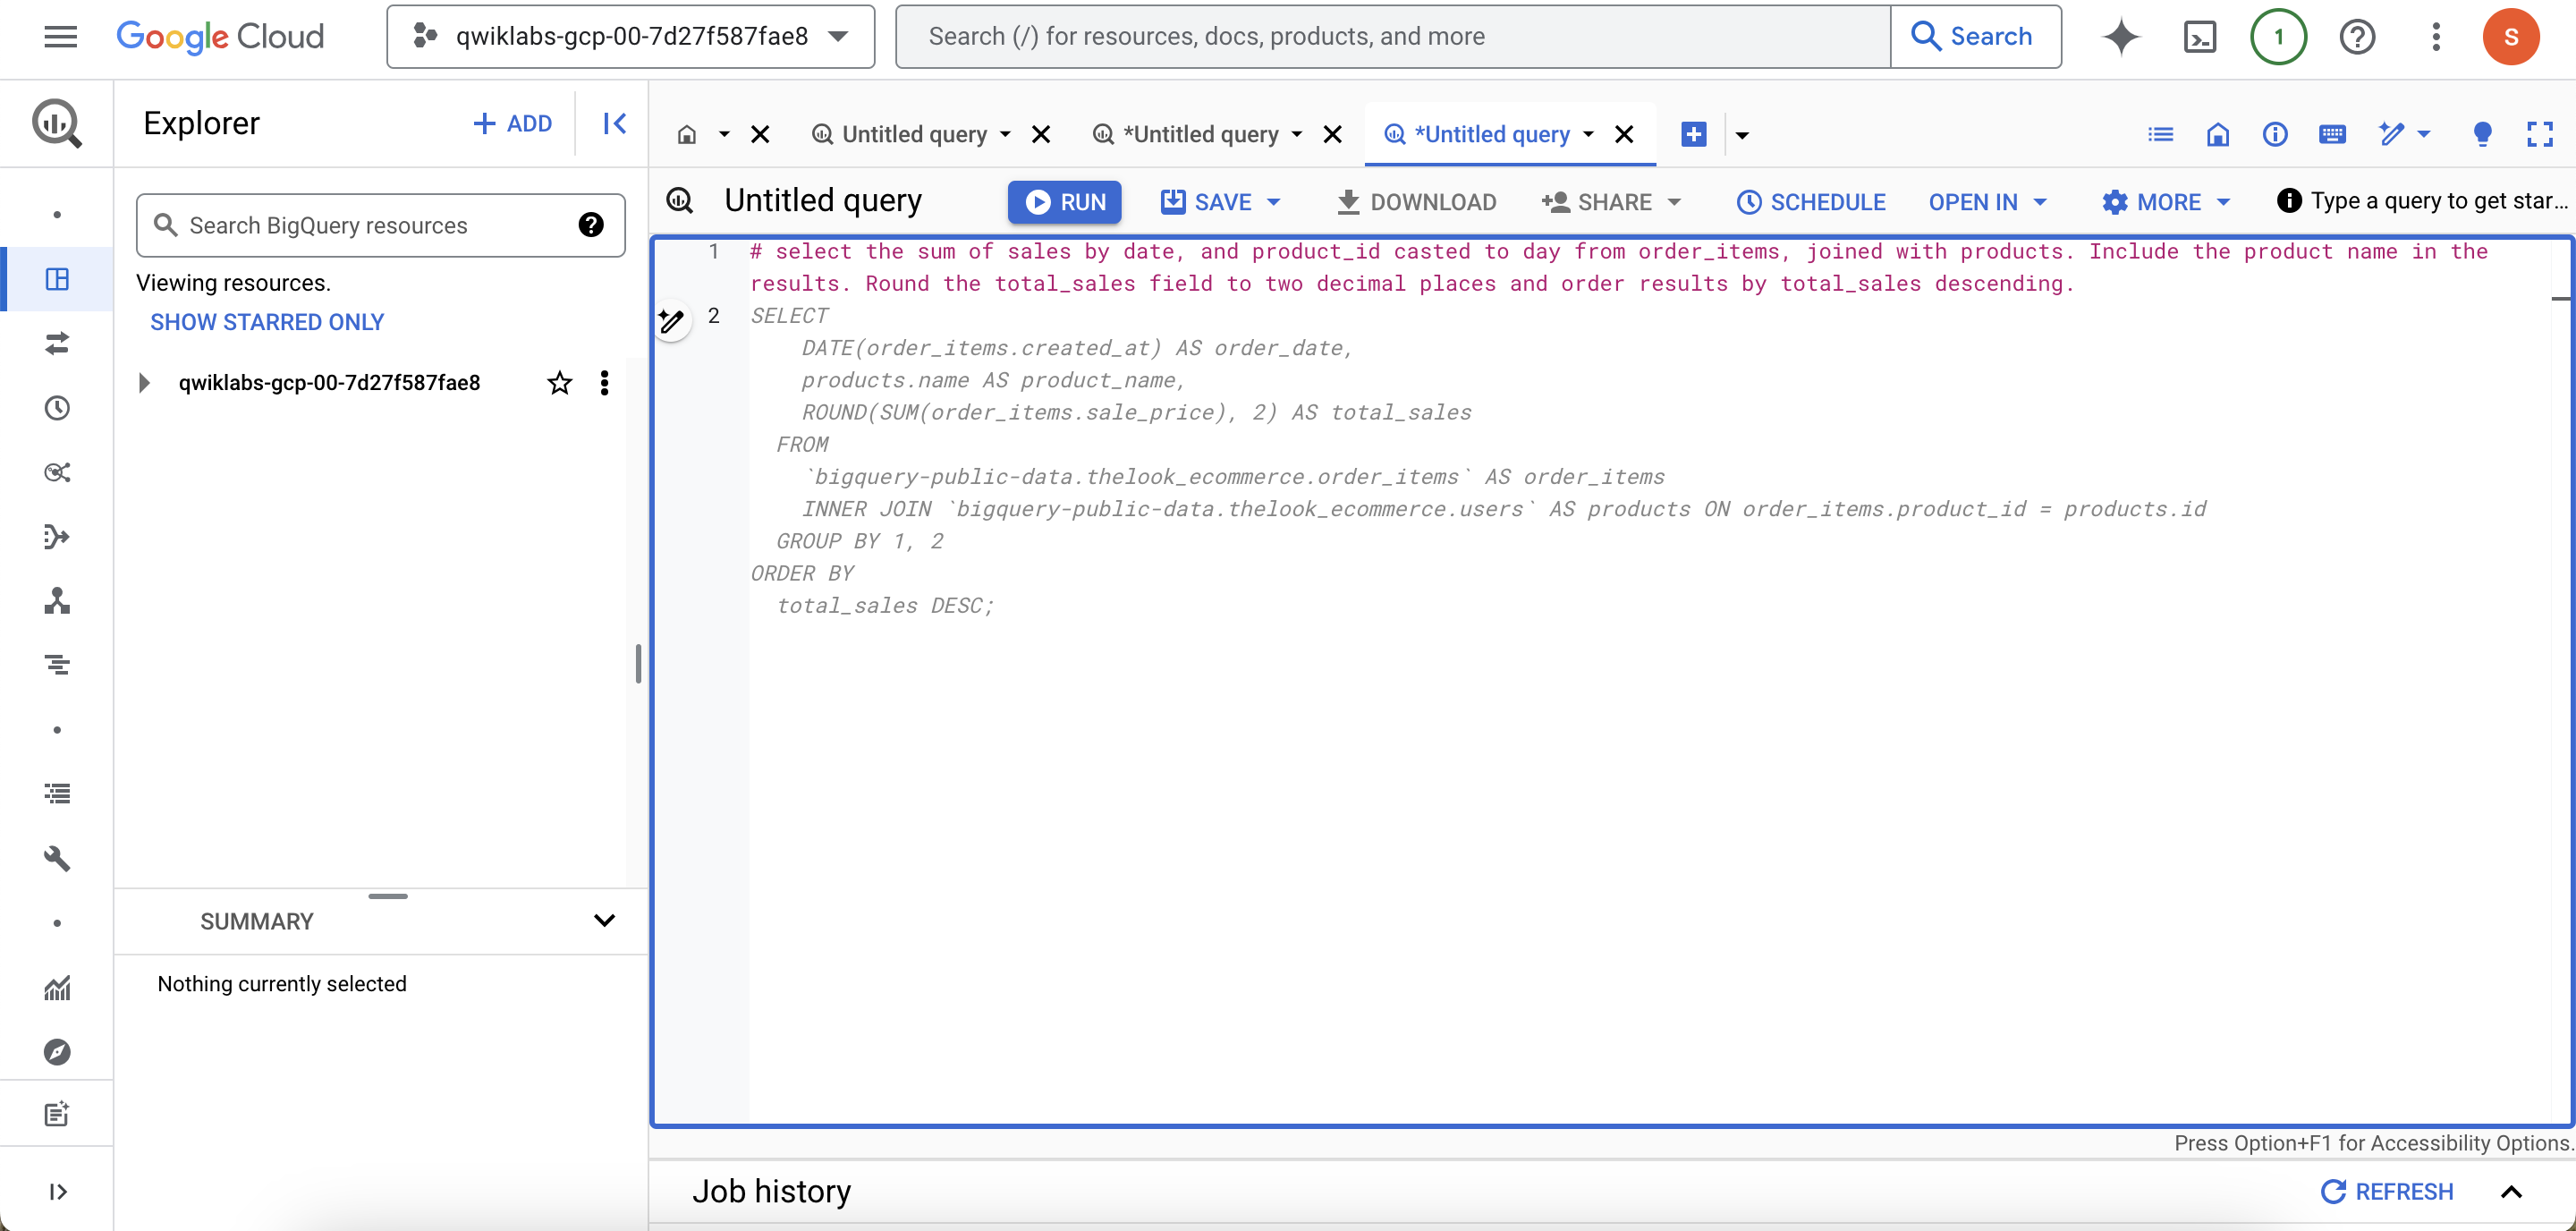 Google Cloud
qwiklabs-gcp-00-7d27f587fae8
Search (/) for resources, docs, products, and more
Search
1
S
Explorer
+ ADD
Untitled query
*Untitled query
*Untitled query
Search BigQuery resources
Viewing resources.
SHOW STARRED ONLY
qwiklabs-gcp-00-7d27f587fae8
SUMMARY
Nothing currently selected
Untitled query
RUN
SAVE
DOWNLOAD
SHARE
SCHEDULE
OPEN IN
MORE
Type a query to get star...
1 # select the sum of sales by date, and product_id casted to day from order_items, joined with products. Include the product name in the
results. Round the total_sales field to two decimal places and order results by total_sales descending.
2 SELECT
DATE(order_items.created_at) AS order_date,
products.name AS product_name,
ROUND(SUM(order_items.sale_price), 2) AS total_sales
FROM
`bigquery-public-data.thelook_ecommerce.order_items` AS order_items
INNER JOIN `bigquery-public-data.thelook_ecommerce.users` AS products ON order_items.product_id = products.id
GROUP BY 1, 2
ORDER BY
total_sales DESC;
Press Option+F1 for Accessibility Options.
Job history
REFRESH